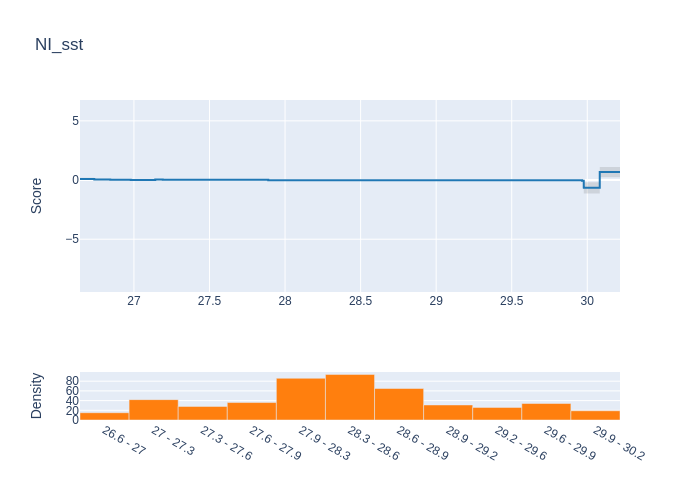 NI_sst
5
0
−5
Score
27
27.5
28
28.5
29
29.5
30
80
60
40
20
0
Density
26.6 - 27
27 - 27.3
27.3 - 27.6
27.6 - 27.9
27.9 - 28.3
28.3 - 28.6
28.6 - 28.9
28.9 - 29.2
29.2 - 29.6
29.6 - 29.9
29.9 - 30.2